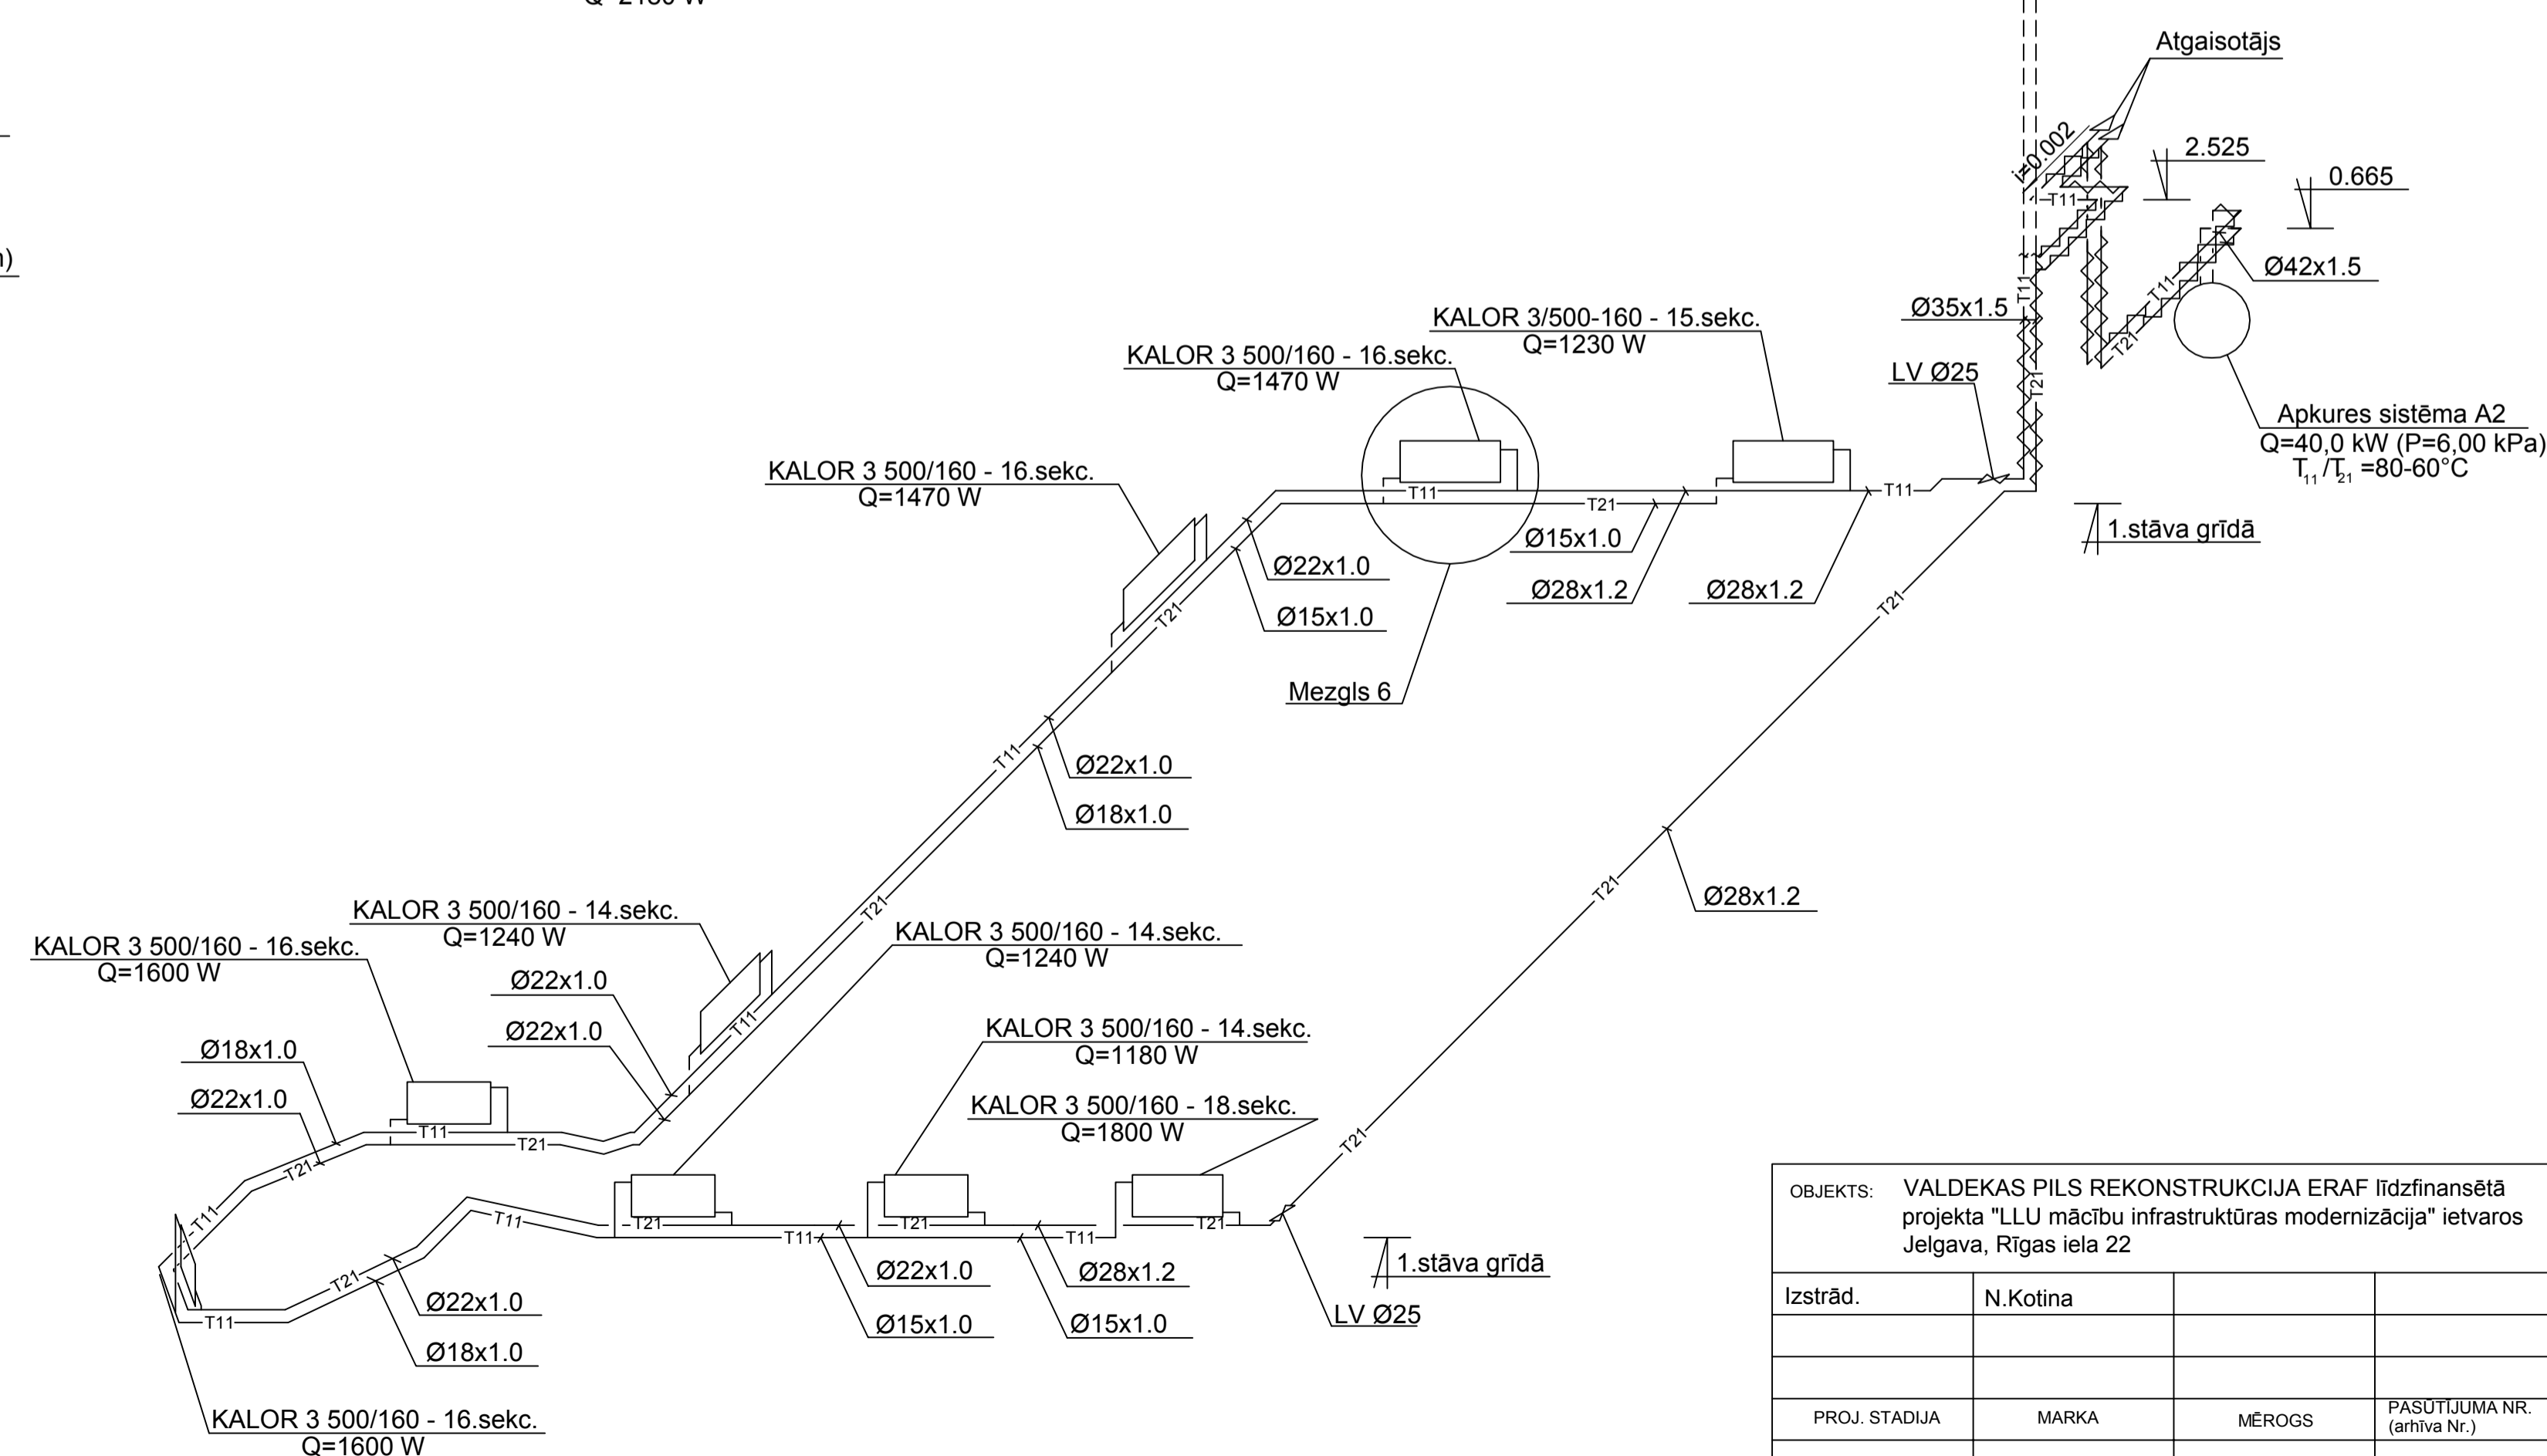 Atgaisotājs
i=0.002
2.525
T11
0.665
Ø42x1.5
T11
T11
T21
T21
Ø35x1.5
KALOR 3/500-160 - 15.sekc.
Q=1230 W
KALOR 3 500/160 - 16.sekc.
Q=1470 W
LV Ø25
Apkures sistēma A2
Q=40,0 kW (P=6,00 kPa)
T11/T21 =80-60°C
KALOR 3 500/160 - 16.sekc.
Q=1470 W
T11
T21
T11
1.stāva grīdā
Ø15x1.0
Ø22x1.0
Ø28x1.2
Ø28x1.2
Ø15x1.0
T21
T21
Mezgls 6
T11
Ø22x1.0
Ø18x1.0
T21
T21
Ø28x1.2
KALOR 3 500/160 - 14.sekc.
Q=1240 W
KALOR 3 500/160 - 14.sekc.
Q=1240 W
KALOR 3 500/160 - 16.sekc.
Q=1600 W
Ø22x1.0
Ø22x1.0
T11
KALOR 3 500/160 - 14.sekc.
Q=1180 W
Ø18x1.0
Ø22x1.0
KALOR 3 500/160 - 18.sekc.
Q=1800 W
T11
T21
T21
T21
T11
T11
T21
T21
T21
T11
T11
1.stāva grīdā
Ø22x1.0
Ø28x1.2
T21
T11
Ø22x1.0
Ø15x1.0
Ø15x1.0
LV Ø25
Ø18x1.0
KALOR 3 500/160 - 16.sekc.
Q=1600 W
OBJEKTS: VALDEKAS PILS REKONSTRUKCIJA ERAF līdzfinansētā
projekta "LLU mācību infrastruktūras modernizācija" ietvaros
Jelgava, Rīgas iela 22
Izstrād. N.Kotina
PROJ. STADIJA MARKA MĒROGS PASŪTĪJUMA NR.
(arhīva Nr.)